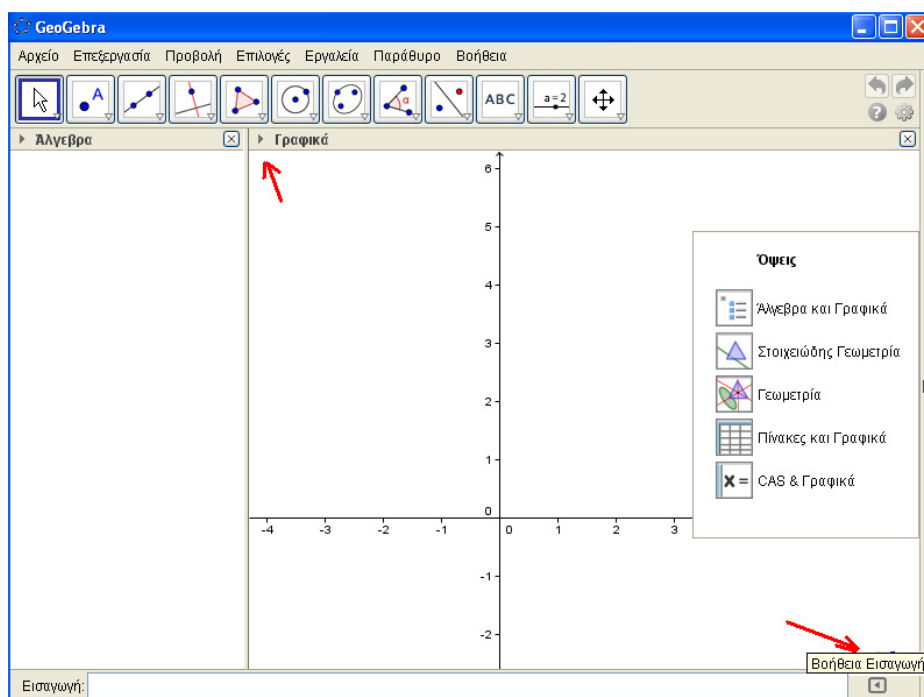 GeoGebra
Αρχείο Επεξεργασία Προβολή Επιλογές Εργαλεία Παράθυρο Βοήθεια
A α ABC a=2
Άλγεβρα Γραφικά
6
5
4
3
2
1
0
-4 -3 -2 -1 0 1 2 3
-1
-2
Όψεις
Άλγεβρα και Γραφικά
Στοιχειώδης Γεωμετρία
Γεωμετρία
Πίνακες και Γραφικά
X = CAS & Γραφικά
Βοήθεια Εισαγωγή
Εισαγωγή: